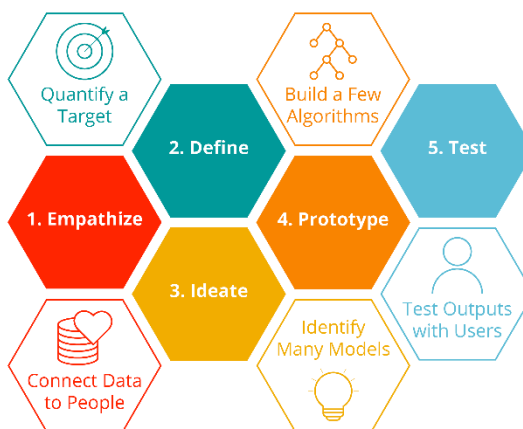 Quantify a
Target
Build a Few
Algorithms
2. Define
5. Test
1. Empathize
4. Prototype
3. Ideate
Test Outputs
with Users
Identify
Many Models
Connect Data
to People